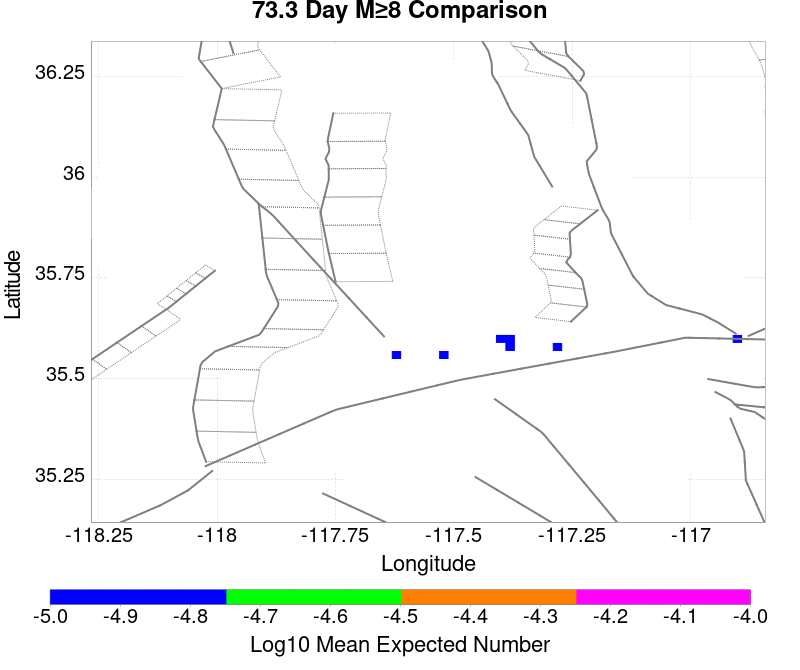 73.3 Day M≥8 Comparison
36.25
36
35.75
35.5
35.25
Latitude
-118.25 -118 -117.75 -117.5 -117.25 -117
Longitude
-5.0 -4.9 -4.8 -4.7 -4.6 -4.5 -4.4 -4.3 -4.2 -4.1 -4.0
Log10 Mean Expected Number